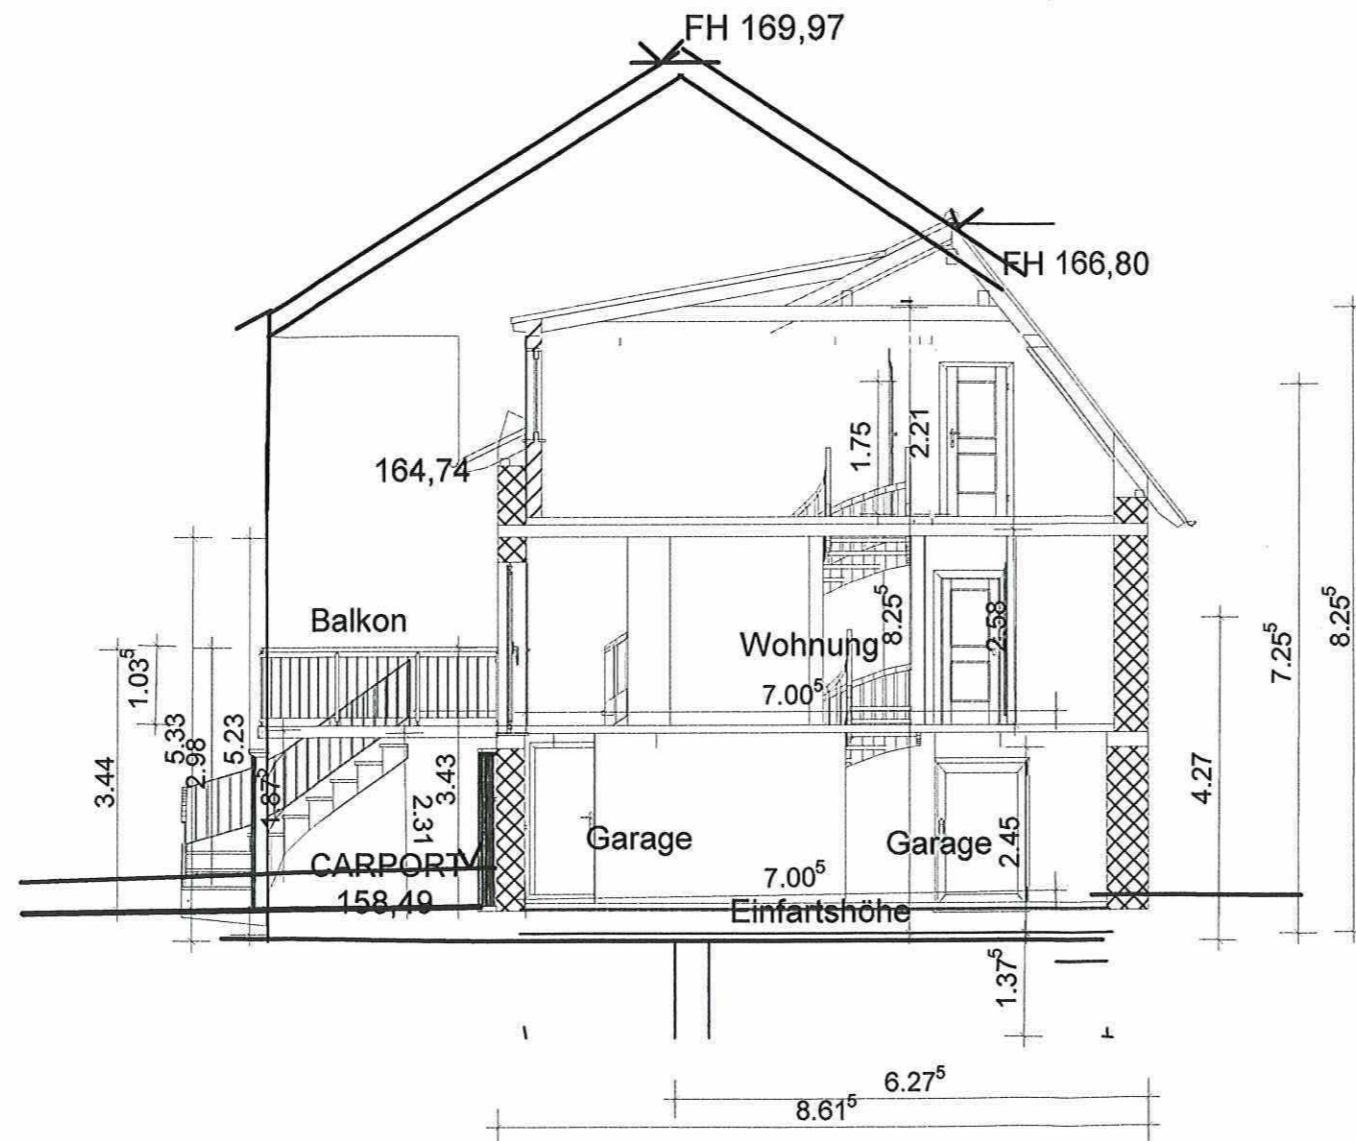 FH 169,97
FH 166,80
1.75
2.21
164,74
Balkon
Wohnung
8.25⁵
2.58
7.00⁵
1.03⁵
5.33
2.98
5.23
3.44
3.43
2.31
7.25⁵
8.25⁵
4.27
Garage
Garage
2.45
CARPORT
158,49
7.00⁵
Einfartshöhe
1.37⁵
6.27⁵
8.61⁵